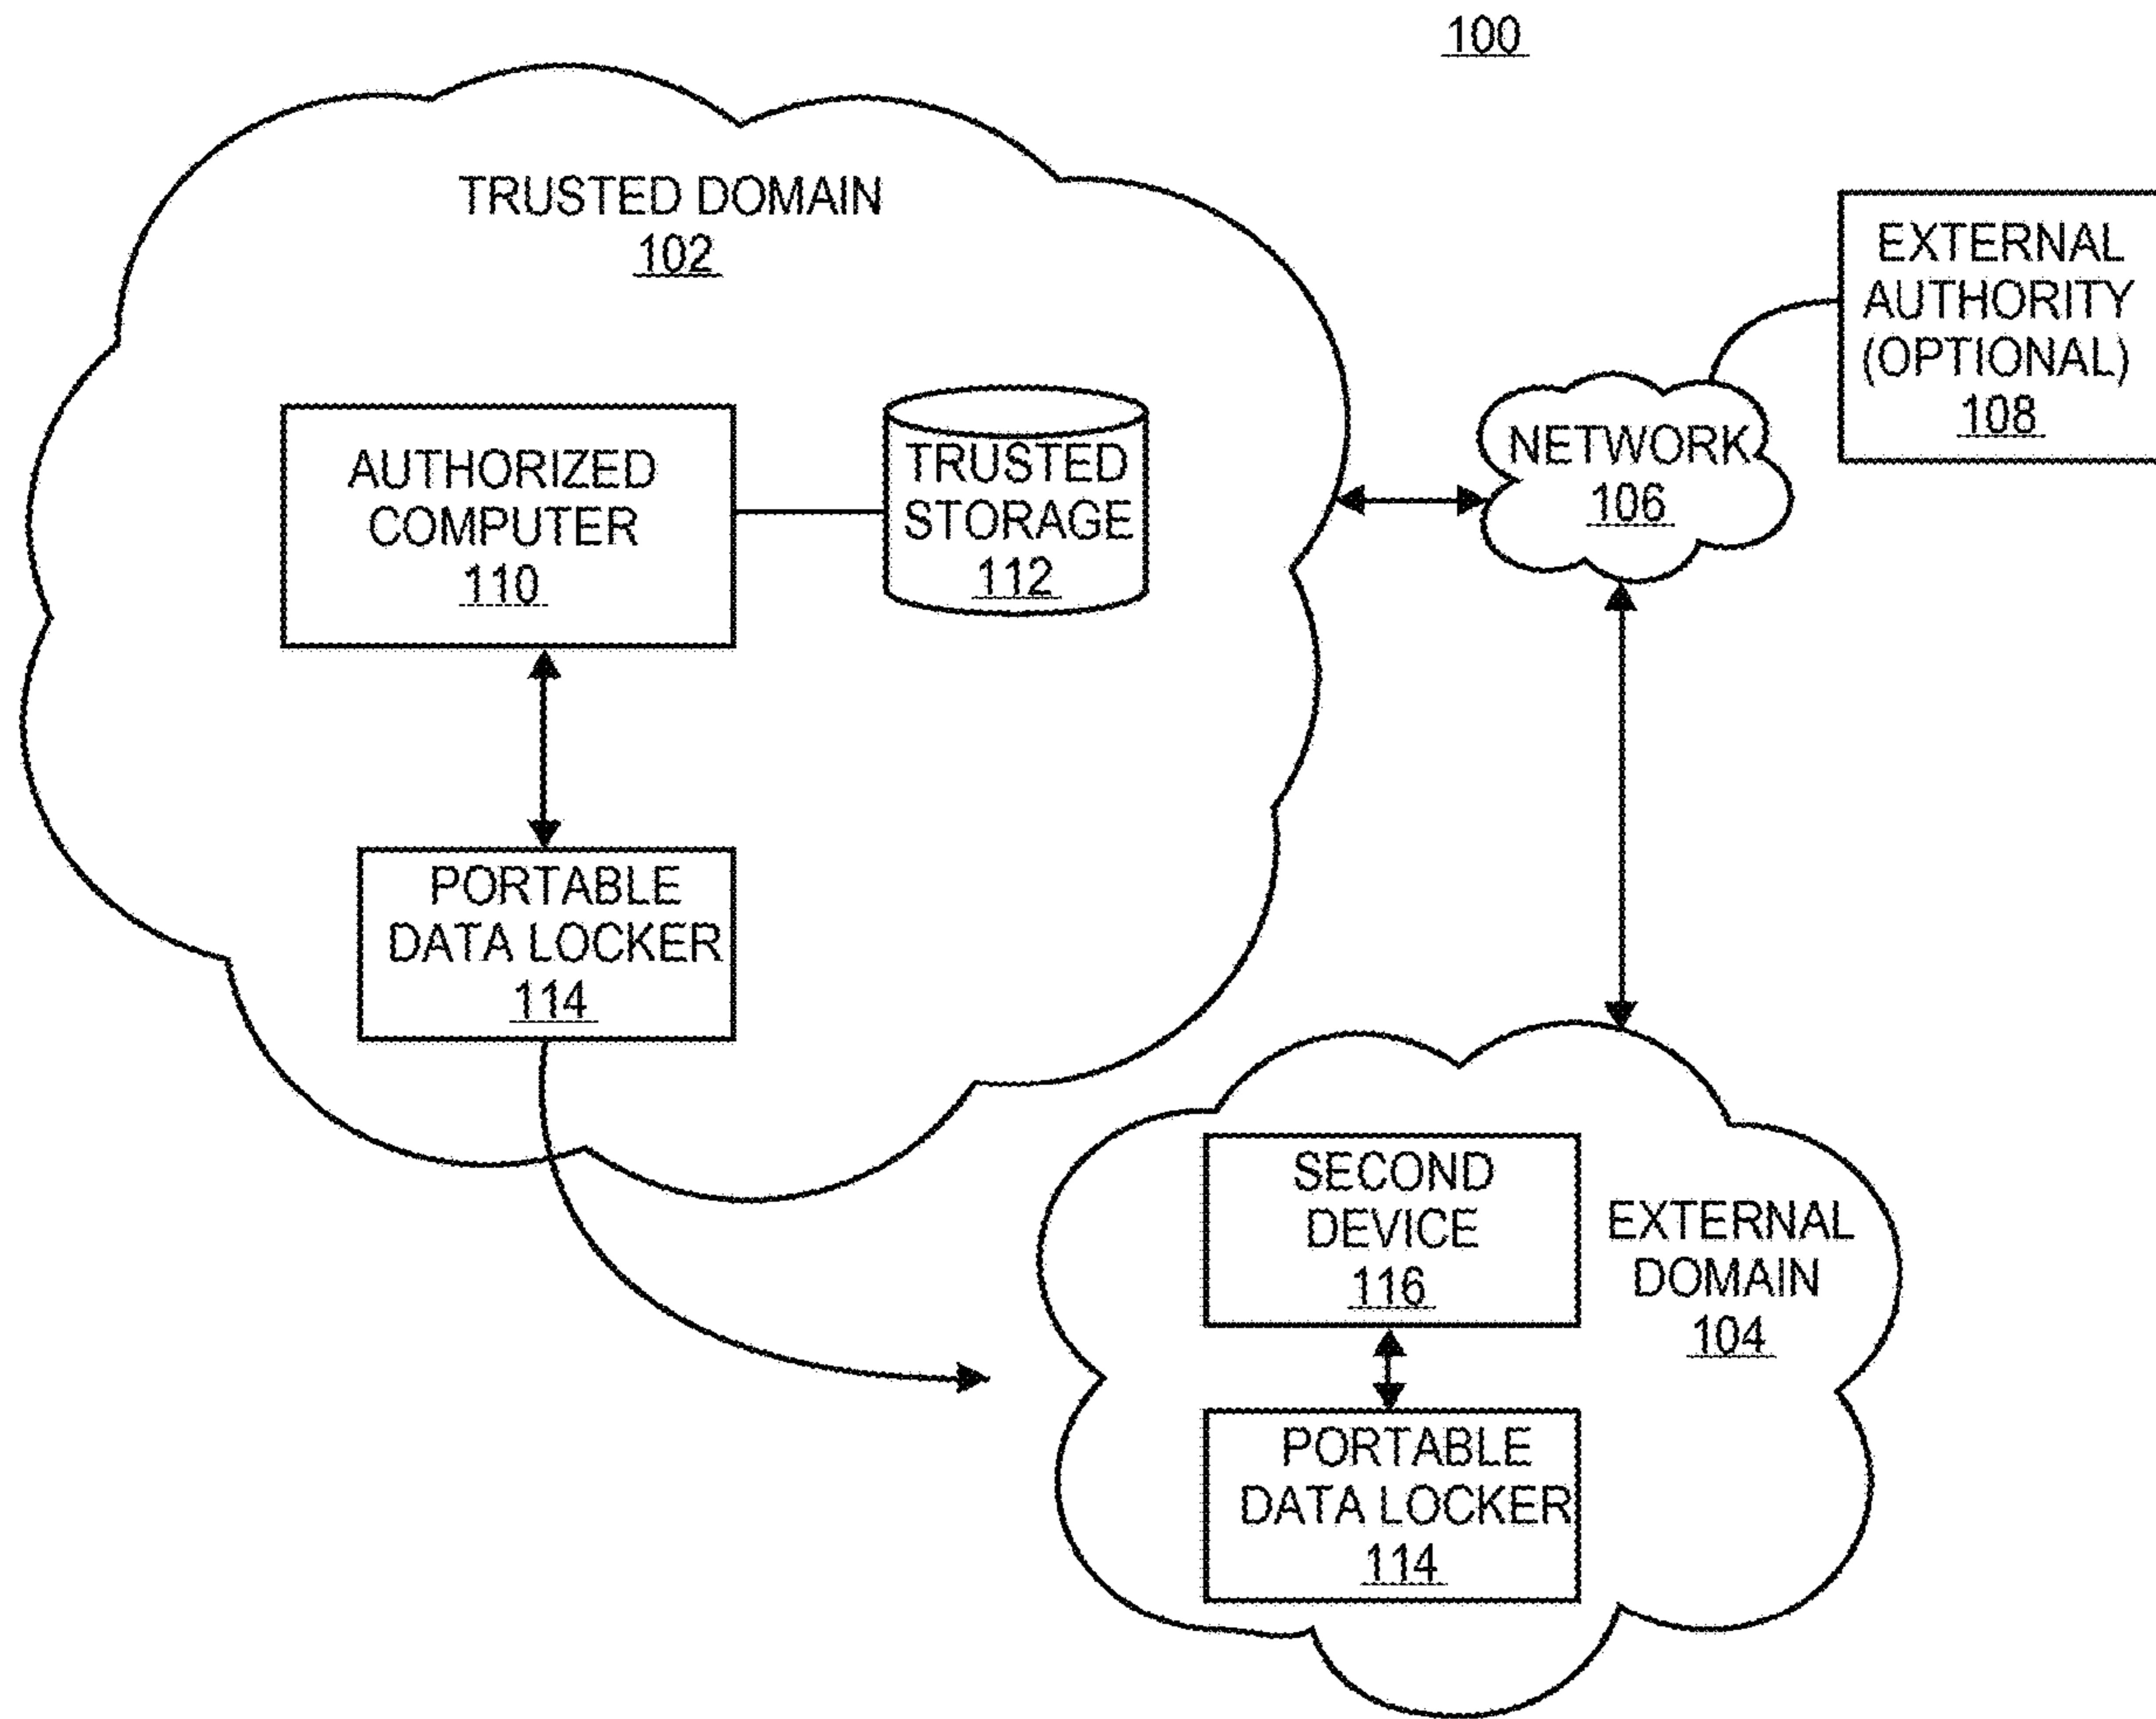 100
TRUSTED DOMAIN
102
EXTERNAL
AUTHORITY
(OPTIONAL)
108
NETWORK
106
AUTHORIZED
COMPUTER
110
TRUSTED
STORAGE
112
PORTABLE
DATA LOCKER
114
SECOND
DEVICE
116
EXTERNAL
DOMAIN
104
PORTABLE
DATA LOCKER
114